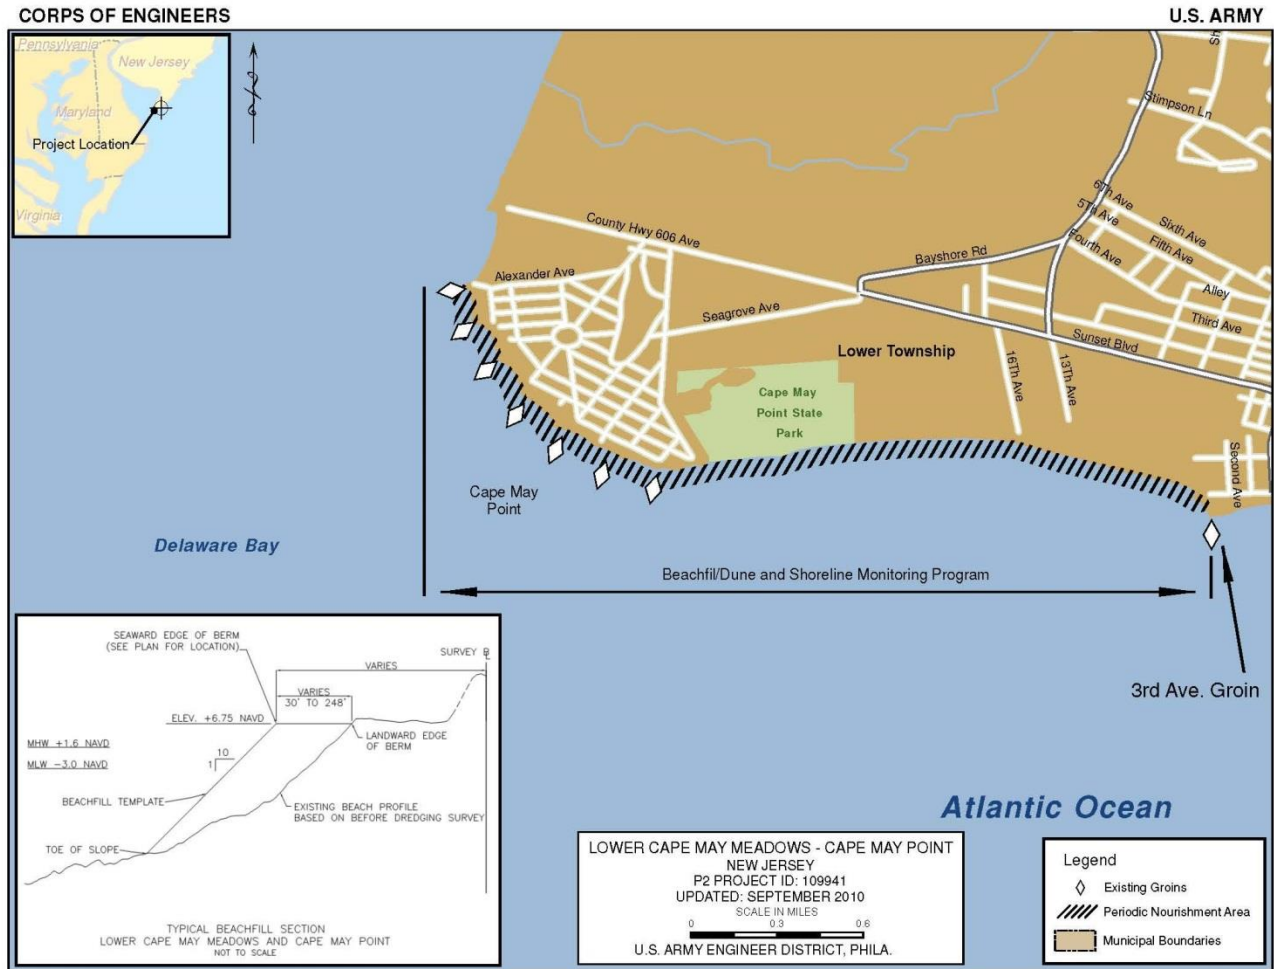 CORPS OF ENGINEERS
U.S. ARMY
Pennsylvania
New Jersey
Maryland
Project Location
Virginia
Sh
Stimpson Ln
6Th Ave
5Th Ave
Sixth Ave
Fifth Ave
Fourth Ave
Alley
Third Ave
County Hwy 606 Ave
Bayshore Rd
Alexander Ave
Seagrove Ave
Sunset Blvd
Lower Township
16Th Ave
13Th Ave
Cape May
Point State
Park
Second Ave
Cape May
Point
Delaware Bay
Beachfil/Dune and Shoreline Monitoring Program
3rd Ave. Groin
Atlantic Ocean
SEAWARD EDGE OF BERM
(SEE PLAN FOR LOCATION)
SURVEY B
VARIES
VARIES
30' TO 248'
ELEV. +6.75 NAVD
LANDWARD EDGE
OF BERM
MHW +1.6 NAVD
MLW -3.0 NAVD
10
1
BEACHFILL TEMPLATE
EXISTING BEACH PROFILE
BASED ON BEFORE DREDGING SURVEY
TOE OF SLOPE
TYPICAL BEACHFILL SECTION
LOWER CAPE MAY MEADOWS AND CAPE MAY POINT
NOT TO SCALE
LOWER CAPE MAY MEADOWS - CAPE MAY POINT
NEW JERSEY
P2 PROJECT ID: 109941
UPDATED: SEPTEMBER 2010
SCALE IN MILES
0 0.3 0.6
U.S. ARMY ENGINEER DISTRICT, PHILA.
Legend
Existing Groins
Periodic Nourishment Area
Municipal Boundaries